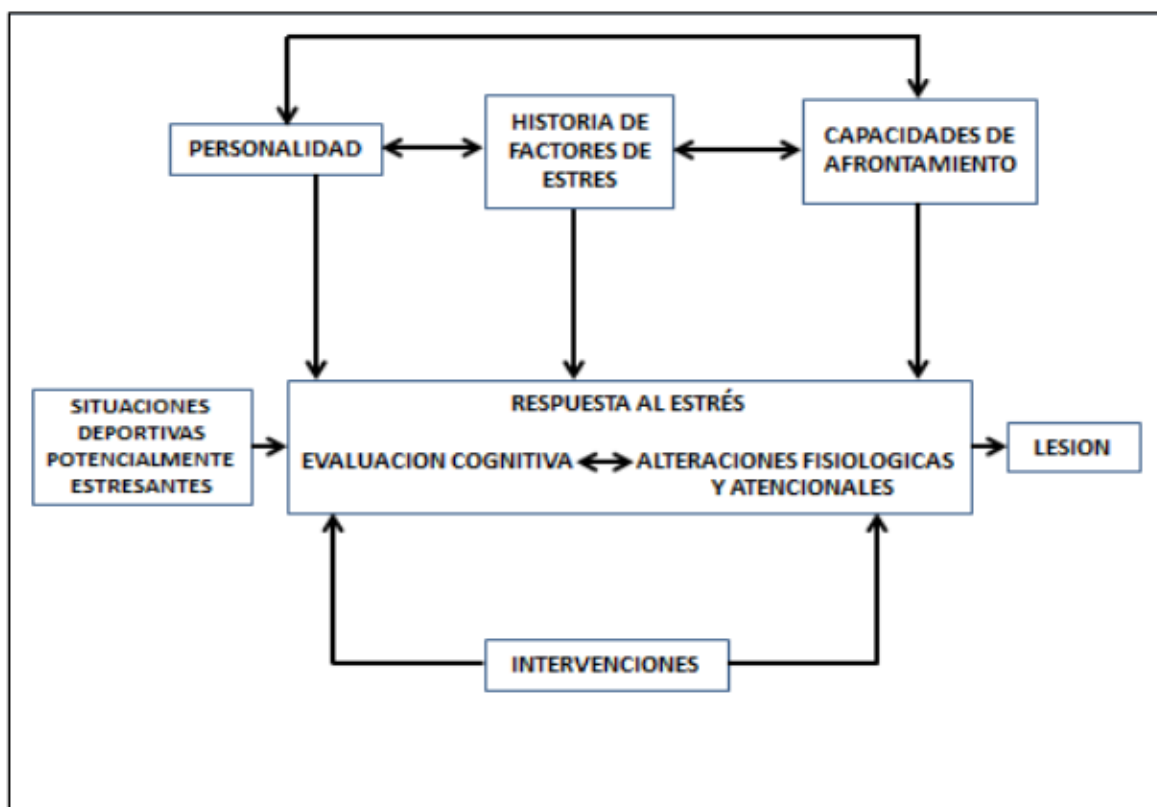 PERSONALIDAD
HISTORIA DE
FACTORES DE
ESTRES
CAPACIDADES DE
AFRONTAMIENTO
SITUACIONES
DEPORTIVAS
POTENCIALMENTE
ESTRESANTES
RESPUESTA AL ESTRÉS
EVALUACION COGNITIVA
ALTERACIONES FISIOLOGICAS
Y ATENCIONALES
LESION
INTERVENCIONES